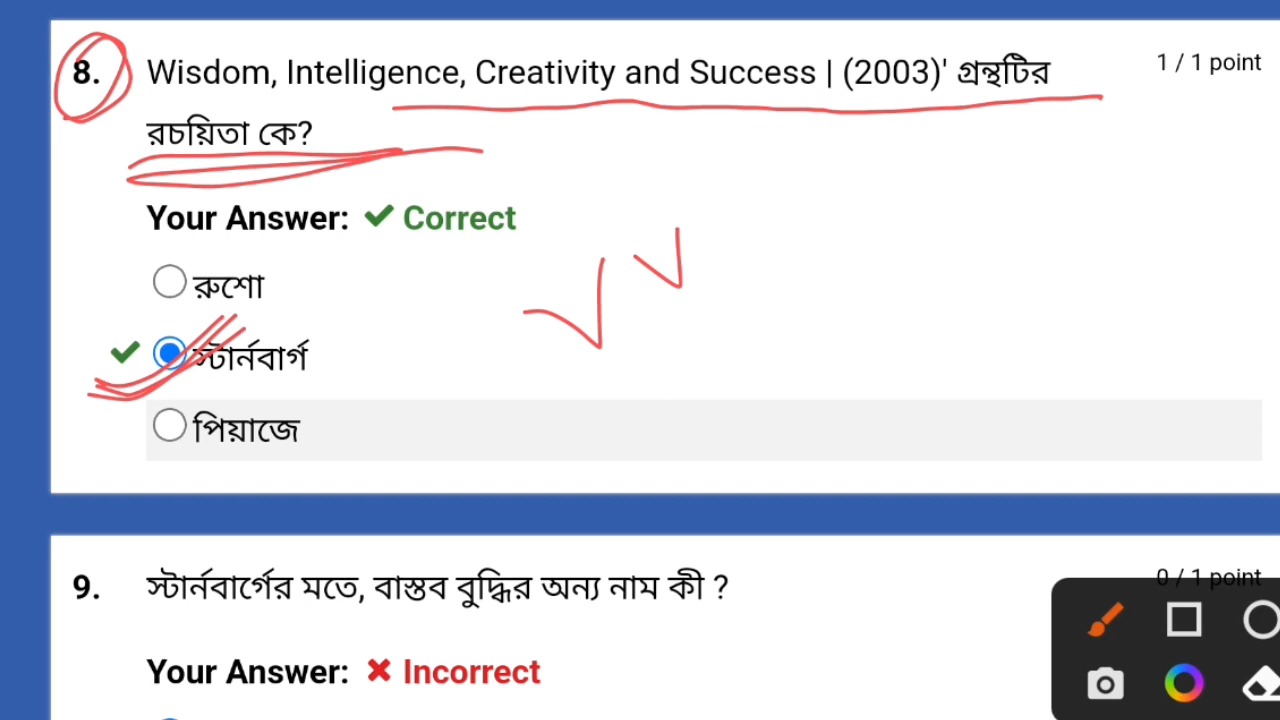 8. Wisdom, Intelligence, Creativity and Success | (2003)' গ্রন্থটির 1 / 1 point
রচয়িতা কে?
Your Answer: ✔ Correct
রুশো
স্টার্নবার্গ
পিয়াজে
9. স্টার্নবার্গের মতে, বাস্তব বুদ্ধির অন্য নাম কী ? 0 / 1 point
Your Answer: ✖ Incorrect